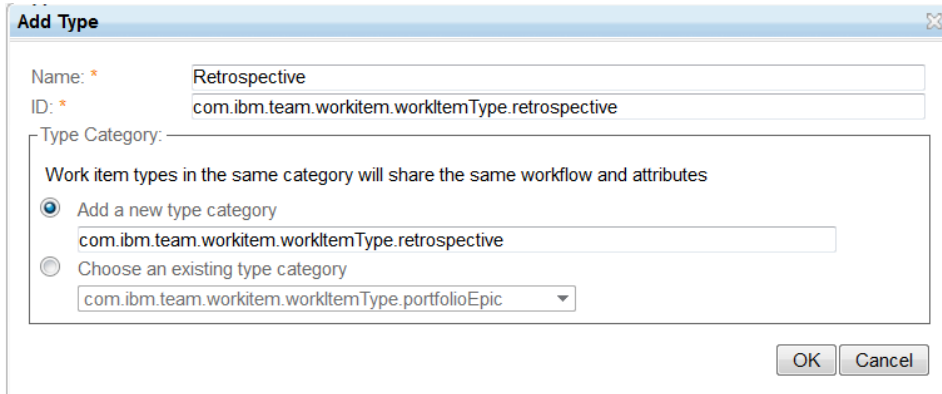 Add Type
Name: * Retrospective
ID: * com.ibm.team.workitem.workItemType.retrospective
Type Category:
Work item types in the same category will share the same workflow and attributes
Add a new type category
com.ibm.team.workitem.workItemType.retrospective
Choose an existing type category
com.ibm.team.workitem.workItemType.portfolioEpic
OK Cancel